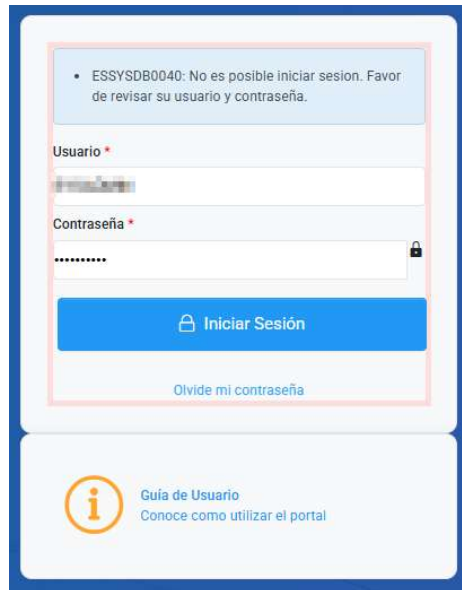 ESSYSDB0040: No es posible iniciar sesion. Favor
de revisar su usuario y contraseña.
Usuario *
Contraseña *
••••••••••
Iniciar Sesión
Olvide mi contraseña
Guía de Usuario
Conoce como utilizar el portal